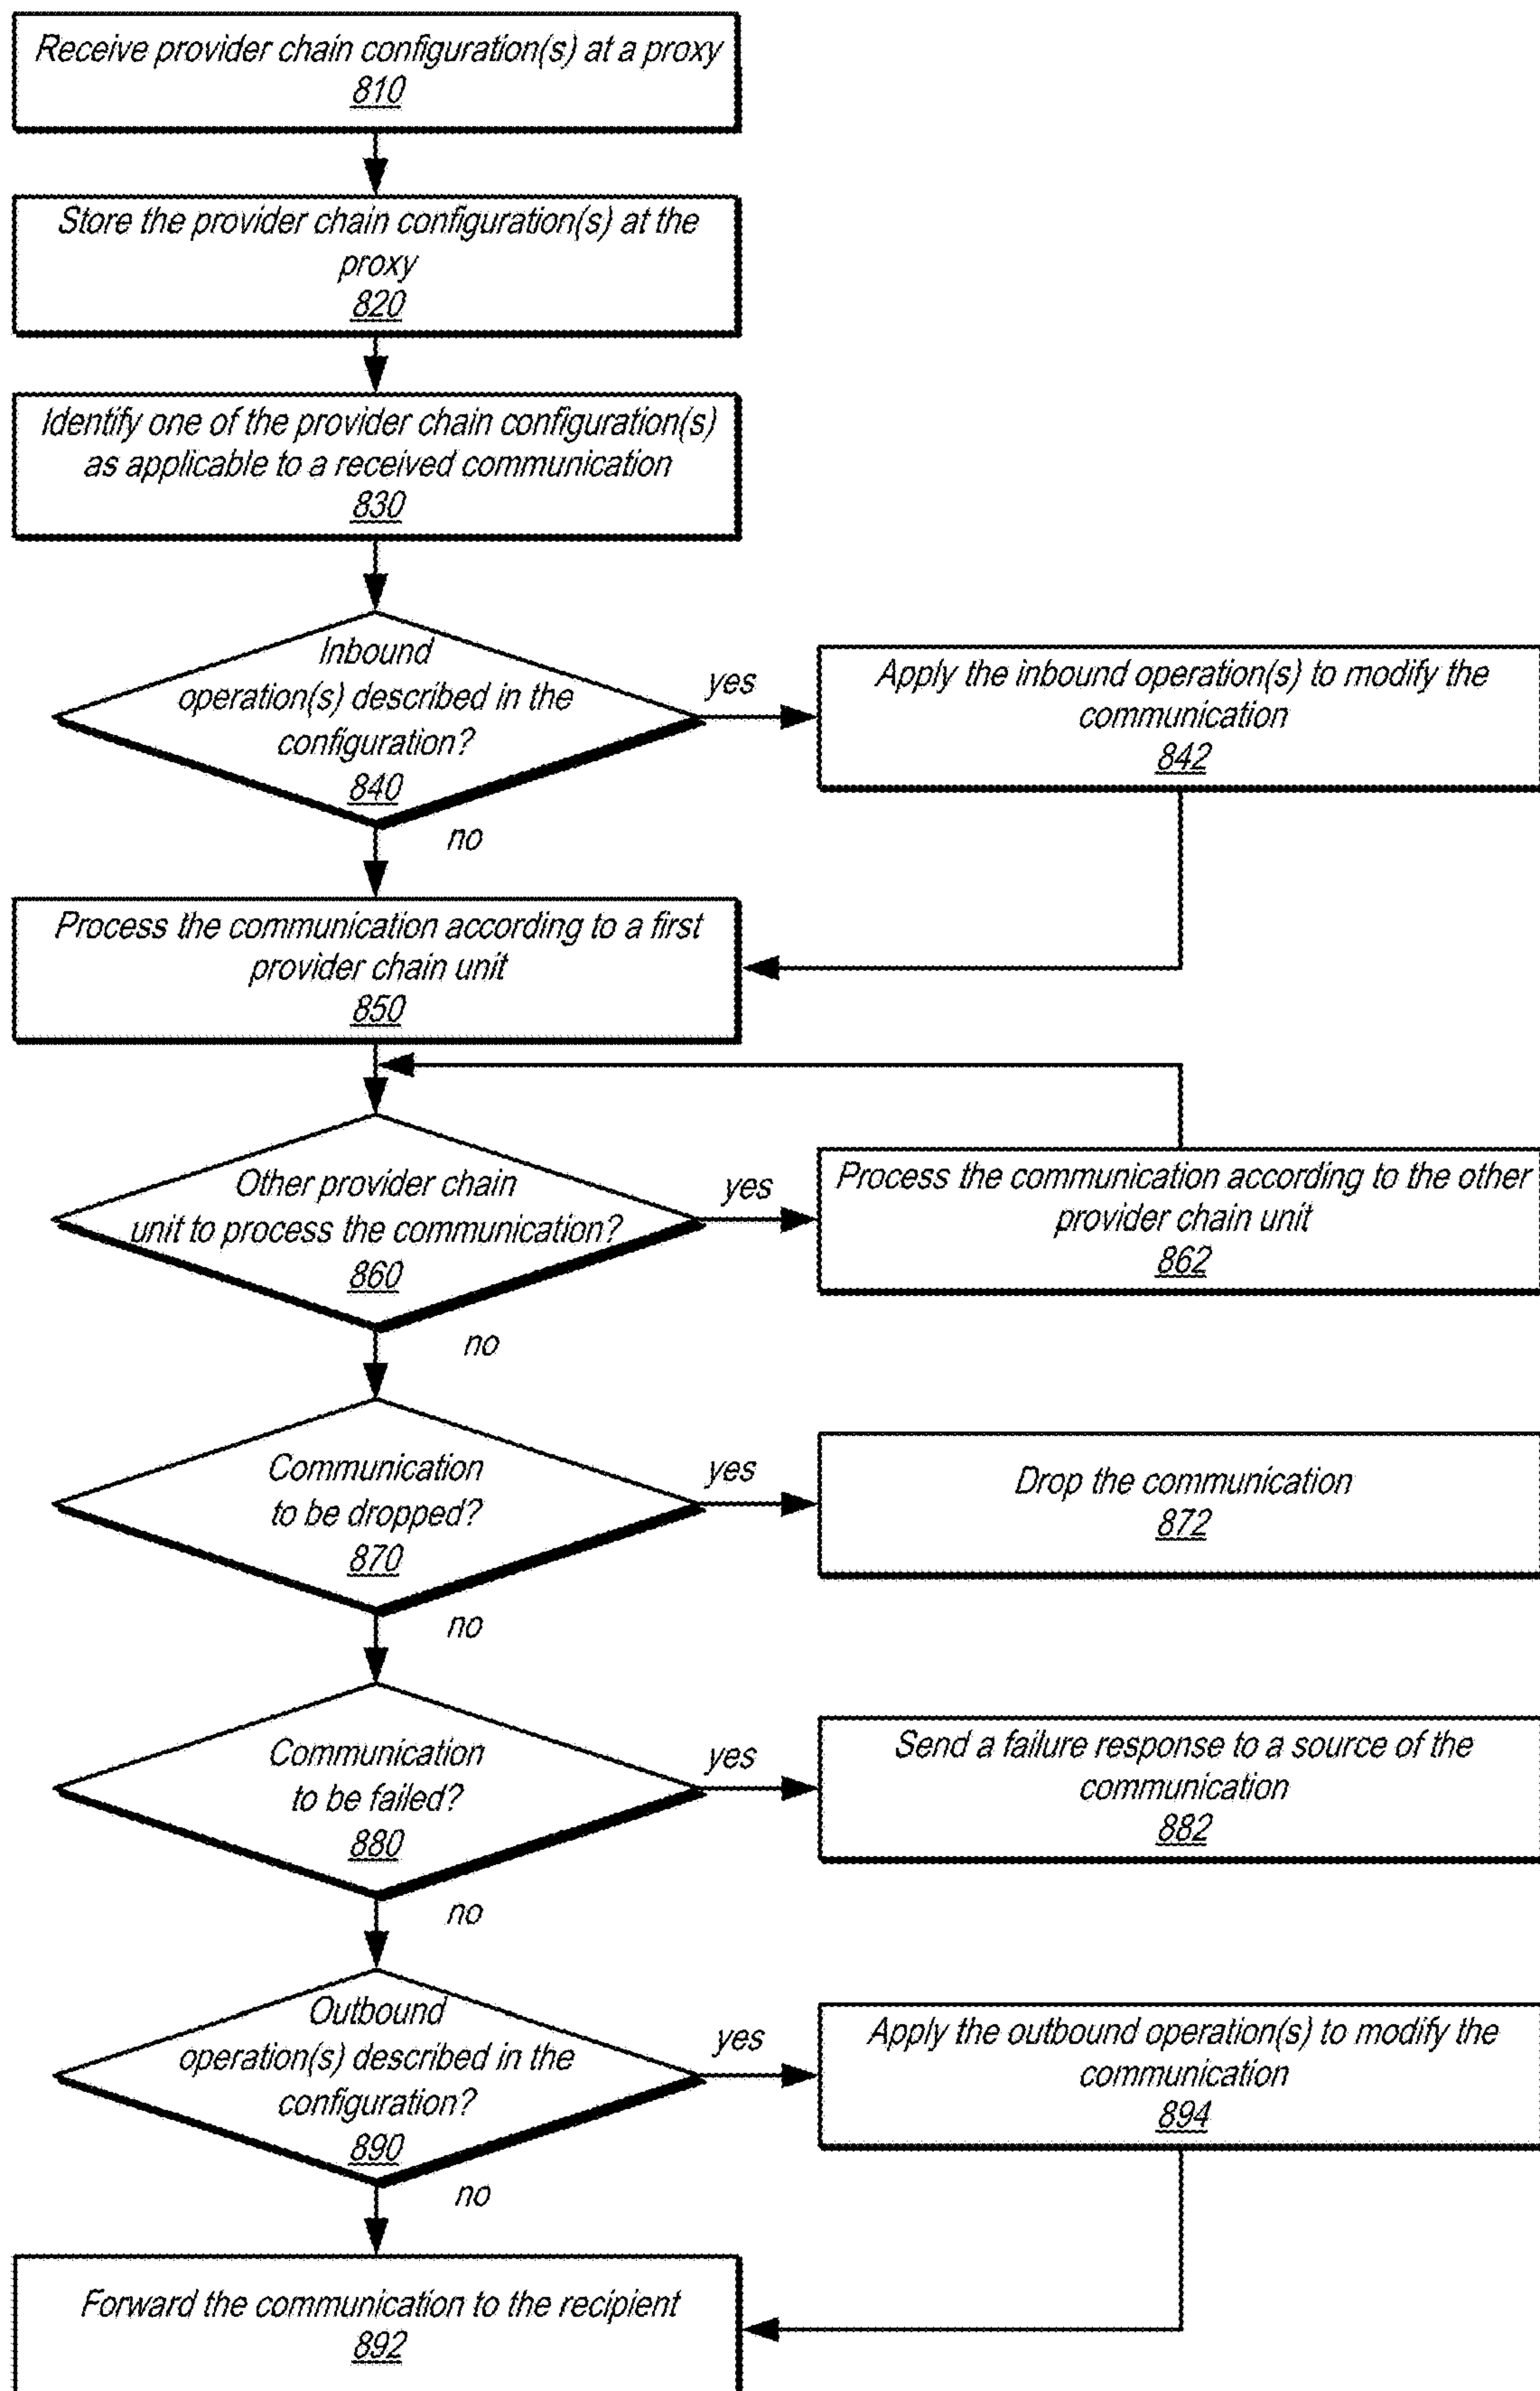 Receive provider chain configuration(s) at a proxy
810
Store the provider chain configuration(s) at the
proxy
820
Identify one of the provider chain configuration(s)
as applicable to a received communication
830
Inbound
operation(s) described in the
configuration?
840
yes
no
Apply the inbound operation(s) to modify the
communication
842
Process the communication according to a first
provider chain unit
850
Other provider chain
unit to process the communication?
860
yes
no
Process the communication according to the other
provider chain unit
862
Communication
to be dropped?
870
yes
no
Drop the communication
872
Communication
to be failed?
880
yes
no
Send a failure response to a source of the
communication
882
Outbound
operation(s) described in the
configuration?
890
yes
no
Apply the outbound operation(s) to modify the
communication
894
Forward the communication to the recipient
892